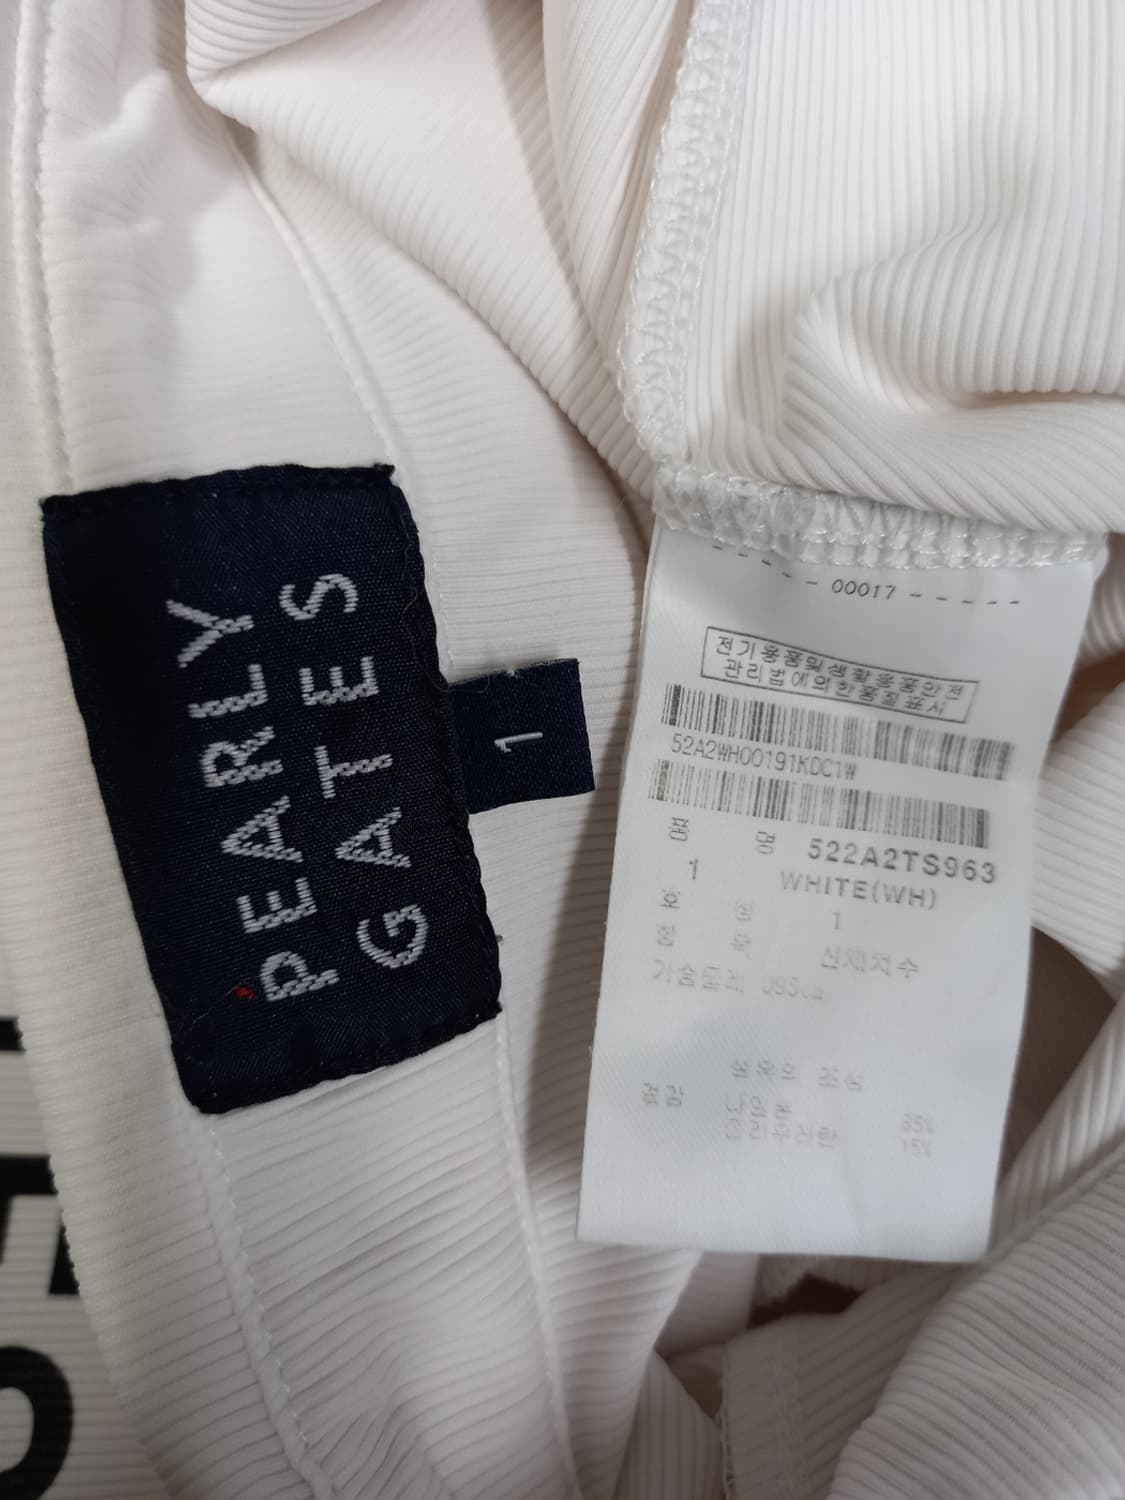 PEARLY
GATES
1
- - - - - 00017 - - - - -
전기용품및생활용품안전
관리법에의한품질표시
52A2WH00191KDC1W
품 명 522A2TS963
1 WHITE(WH)
호 칭 1
항 목 신체치수
가슴둘레 095cm
섬유의 조성
겉감 나일론 85%
폴리우레탄 15%